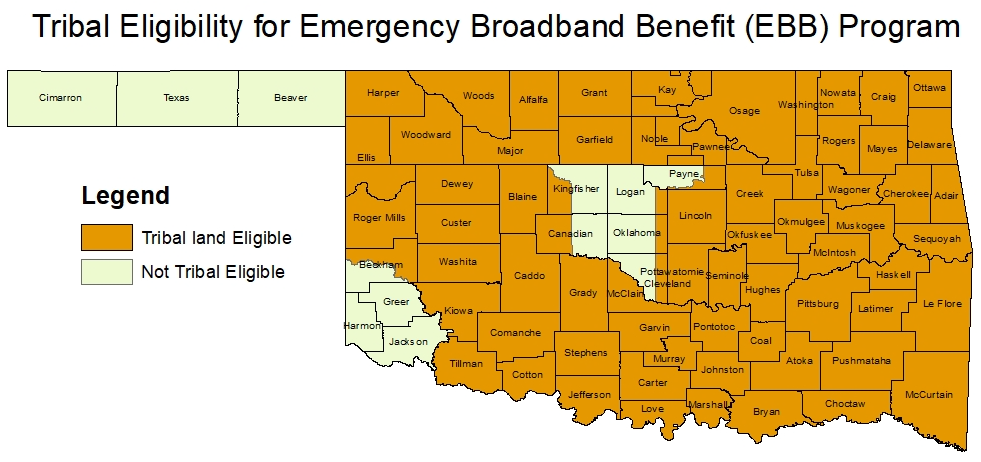 Tribal Eligibility for Emergency Broadband Benefit (EBB) Program
Cimarron
Texas
Beaver
Harper
Woods
Alfalfa
Grant
Kay
Osage
Washington
Nowata
Craig
Ottawa
Ellis
Woodward
Major
Garfield
Noble
Pawnee
Rogers
Mayes
Delaware
Legend
Tribal land Eligible
Not Tribal Eligible
Dewey
Blaine
Kingfisher
Logan
Payne
Creek
Tulsa
Wagoner
Cherokee
Adair
Roger Mills
Custer
Canadian
Oklahoma
Lincoln
Okfuskee
Okmulgee
Muskogee
Sequoyah
Beckham
Washita
Caddo
Grady
McClain
Cleveland
Pottawatomie
Seminole
Hughes
McIntosh
Haskell
Greer
Harmon
Jackson
Kiowa
Comanche
Garvin
Pontotoc
Coal
Pittsburg
Latimer
Le Flore
Tillman
Cotton
Stephens
Murray
Johnston
Atoka
Pushmataha
Jefferson
Carter
Love
Marshall
Bryan
Choctaw
McCurtain